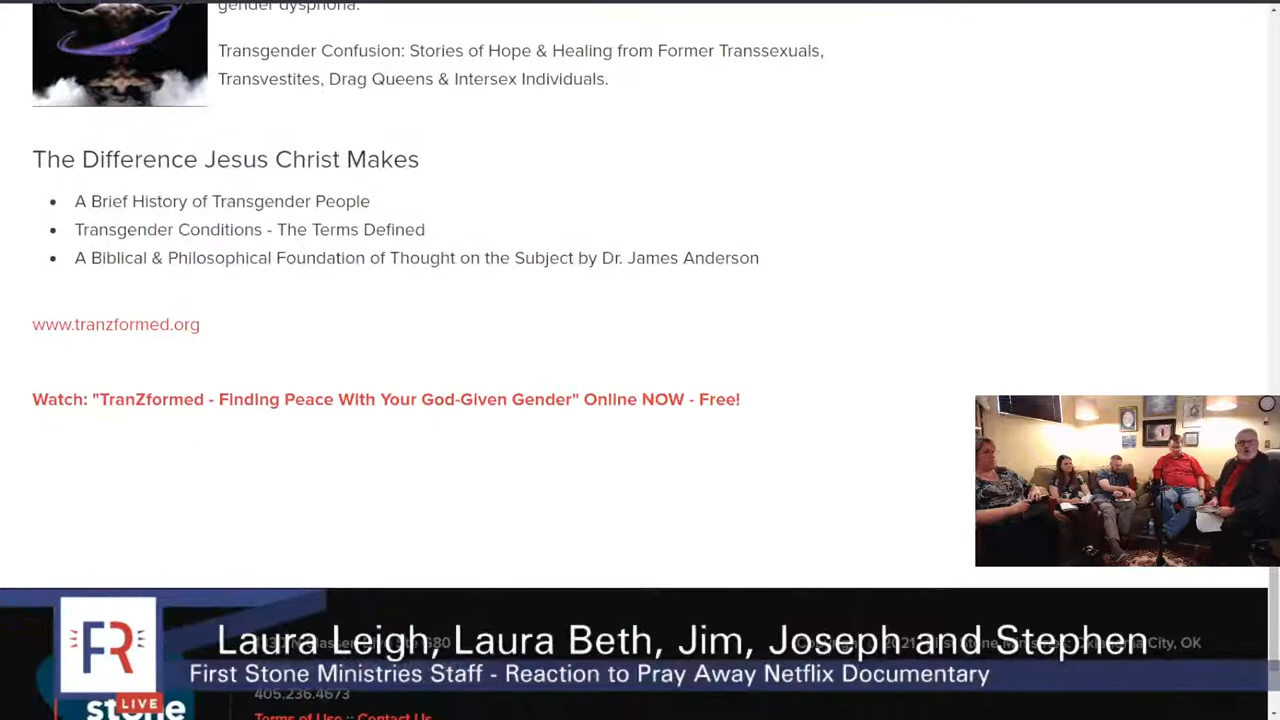 gender dysphoria.
Transgender Confusion: Stories of Hope & Healing from Former Transsexuals,
Transvestites, Drag Queens & Intersex Individuals.
The Difference Jesus Christ Makes
• A Brief History of Transgender People
• Transgender Conditions - The Terms Defined
• A Biblical & Philosophical Foundation of Thought on the Subject by Dr. James Anderson
www.tranzformed.org
Watch: "TranZformed - Finding Peace With Your God-Given Gender" Online NOW - Free!
FR
LIVE
Laura Leigh, Laura Beth, Jim, Joseph and Stephen
First Stone Ministries Staff - Reaction to Pray Away Netflix Documentary
City, OK
405.236.4673
stone
Terms of Use :: Contact Us